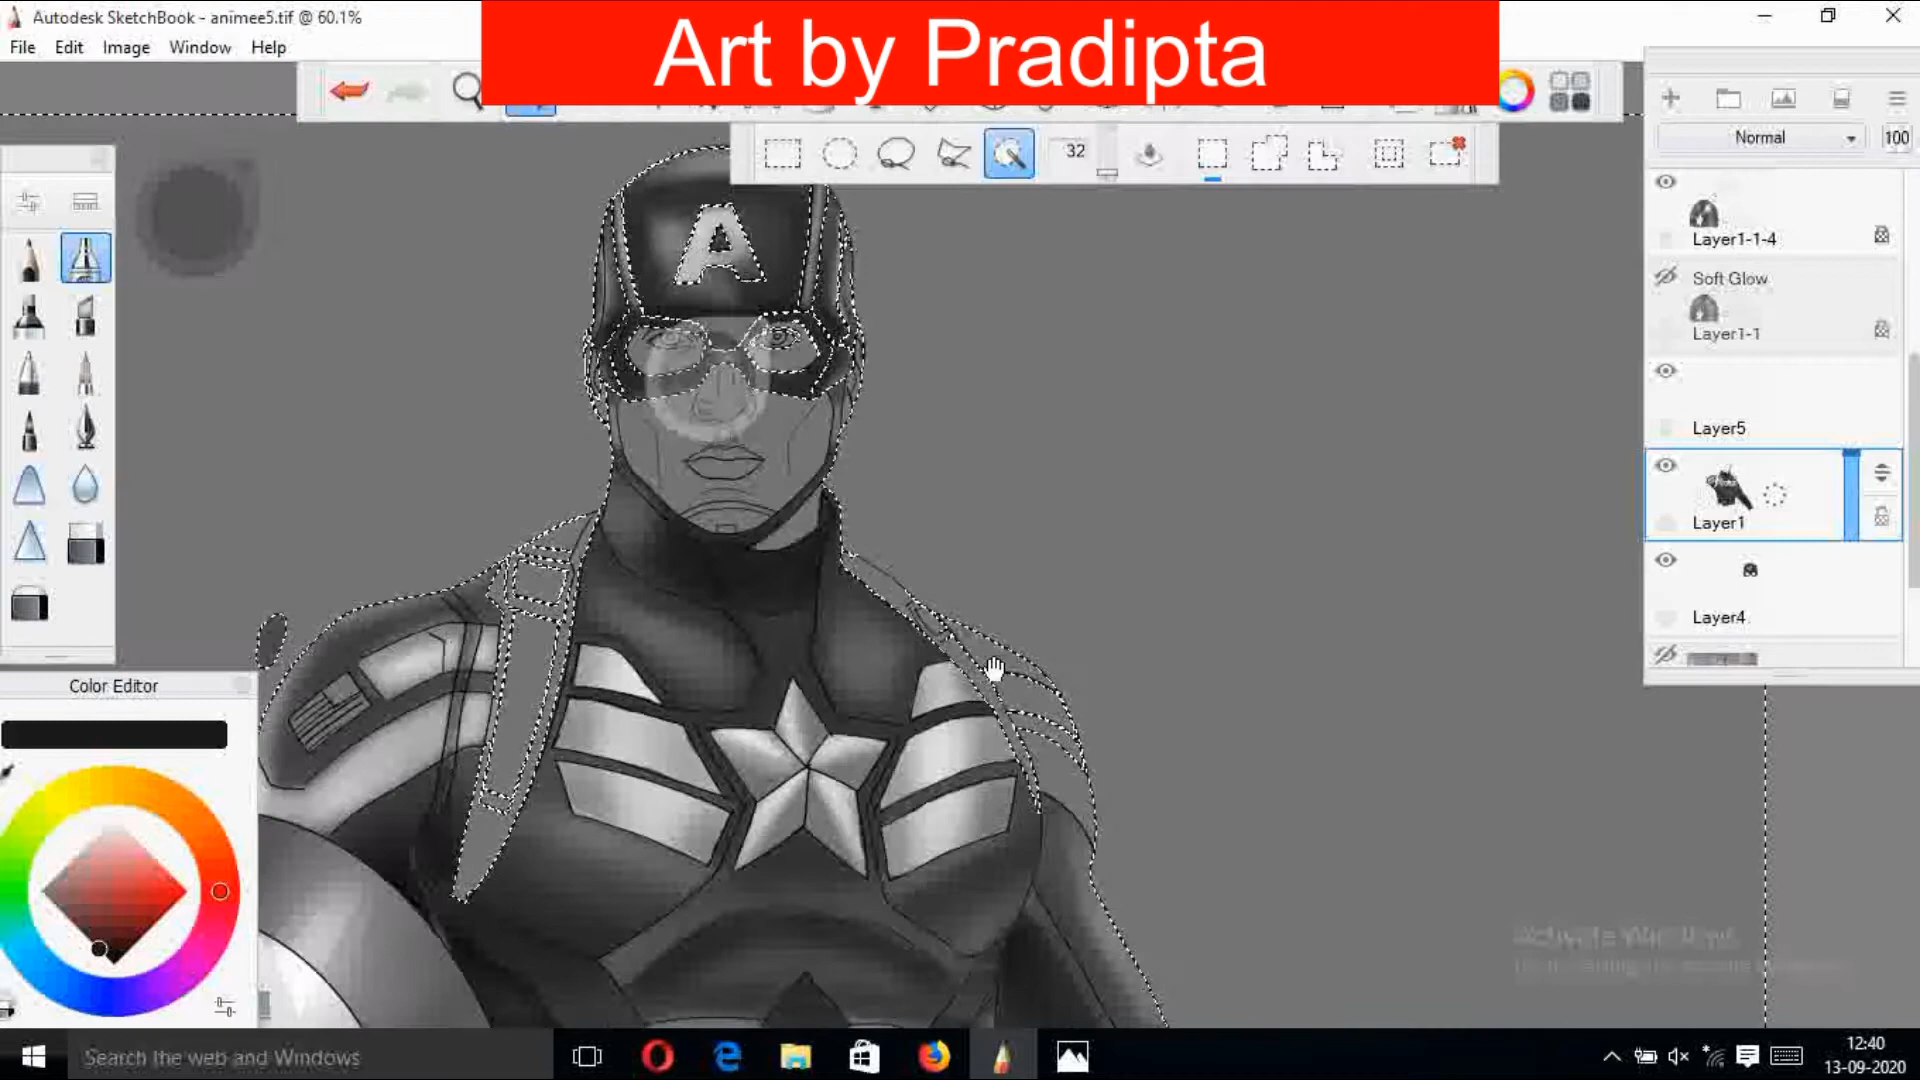 Autodesk SketchBook - animee5.tif @ 60.1%
File Edit Image Window Help
Art by Pradipta
32
Normal 100
Layer1-1-4
Soft Glow
Layer1-1
Layer5
Layer1
Layer4
A
Color Editor
Activate Windows
Search the web and Windows
12:40
13-09-2020